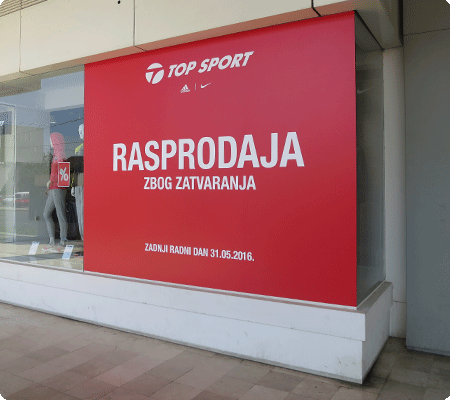 TOP SPORT
RASPRODAJA
ZBOG ZATVARANJA
%
ZADNJI RADNI DAN 31.05.2016.